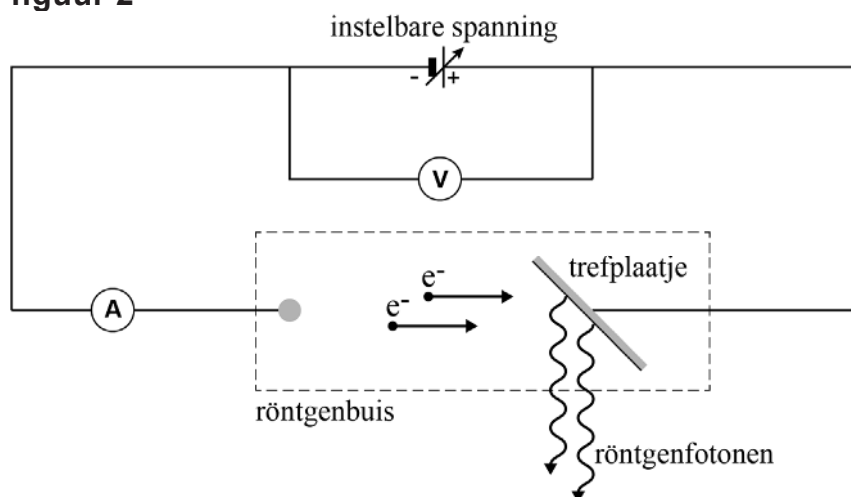 figuur 2
instelbare spanning
- +
V
trefplaatje
e-
e-
A
röntgenbuis
röntgenfotonen